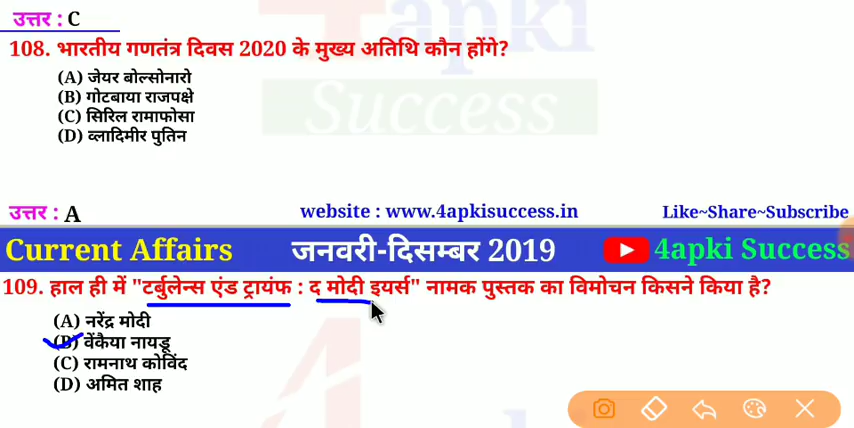 उत्तर : C
108. भारतीय गणतंत्र दिवस 2020 के मुख्य अतिथि कौन होंगे?
(A) जेयर बोल्सोनारो
(B) गोटबाया राजपक्षे
(C) सिरिल रामाफोसा
(D) व्लादिमीर पुतिन
उत्तर : A
website : www.4apkisuccess.in
Like~Share~Subscribe
Current Affairs जनवरी-दिसम्बर 2019 4apki Success
109. हाल ही में "टर्बुलेन्स एंड ट्रायंफ : द मोदी इयर्स" नामक पुस्तक का विमोचन किसने किया है?
(A) नरेंद्र मोदी
(B) वेंकैया नायडू
(C) रामनाथ कोविंद
(D) अमित शाह
4apki
Success